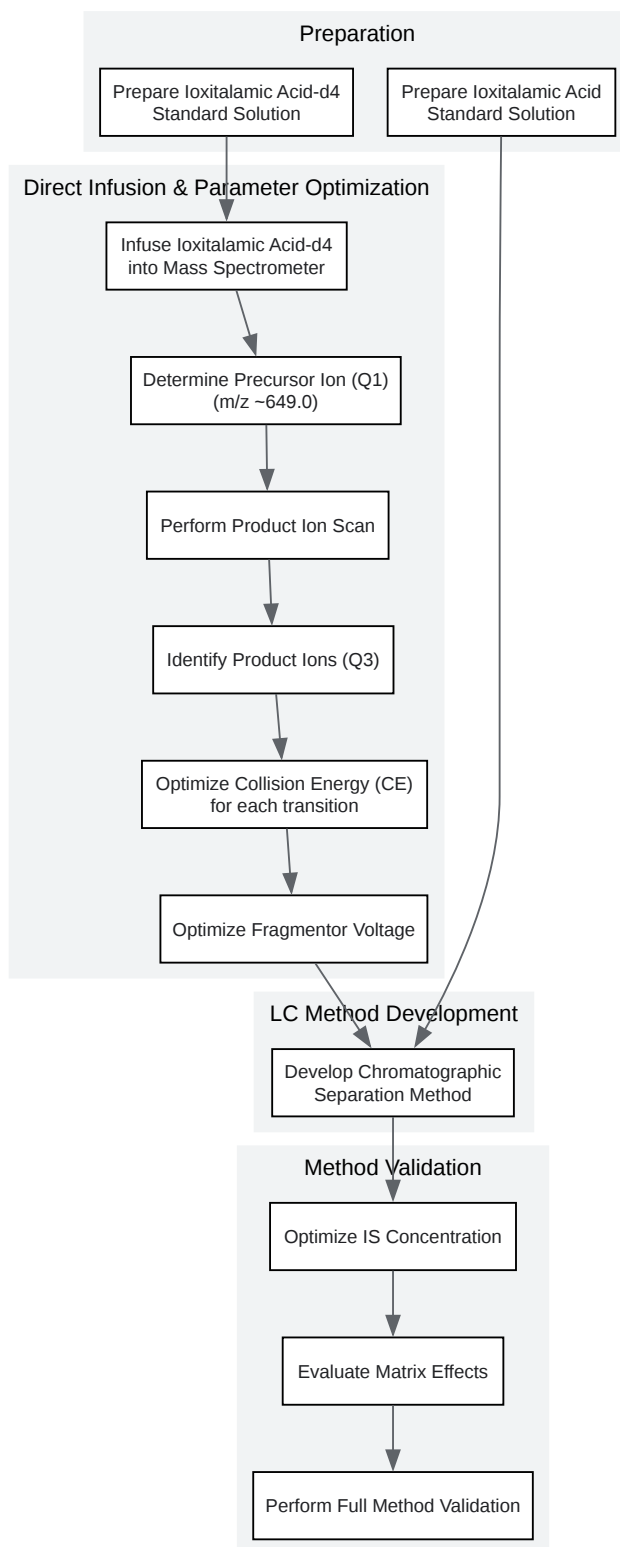 Preparation
Prepare Ioxitalamic Acid-d4
Standard Solution
Prepare Ioxitalamic Acid
Standard Solution
Direct Infusion & Parameter Optimization
Infuse Ioxitalamic Acid-d4
into Mass Spectrometer
Determine Precursor Ion (Q1)
(m/z ~649.0)
Perform Product Ion Scan
Identify Product Ions (Q3)
Optimize Collision Energy (CE)
for each transition
Optimize Fragmentor Voltage
LC Method Development
Develop Chromatographic
Separation Method
Method Validation
Optimize IS Concentration
Evaluate Matrix Effects
Perform Full Method Validation